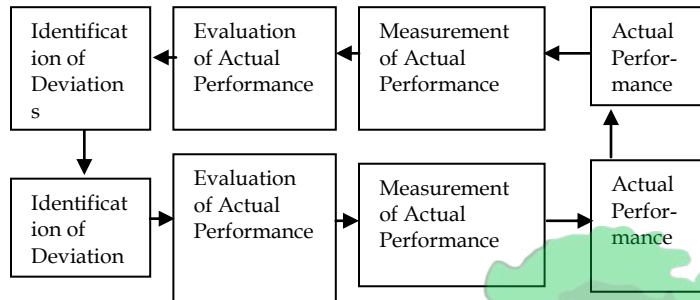 Identificat
ion of
Deviation
s
Evaluation
of Actual
Performance
Measurement
of Actual
Performance
Actual
Perfor-
mance
Identificat
ion of
Deviation
Evaluation
of Actual
Performance
Measurement
of Actual
Performance
Actual
Perfor-
mance